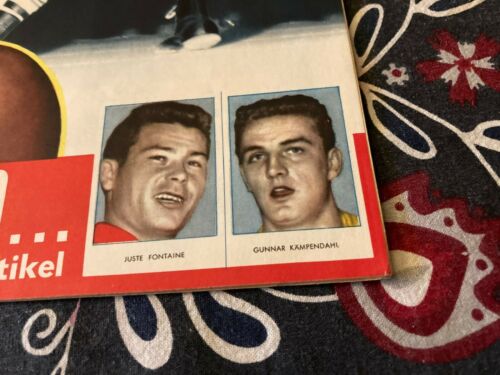 ...
tikel
JUSTE FONTAINE
GUNNAR KÄMPENDAHL